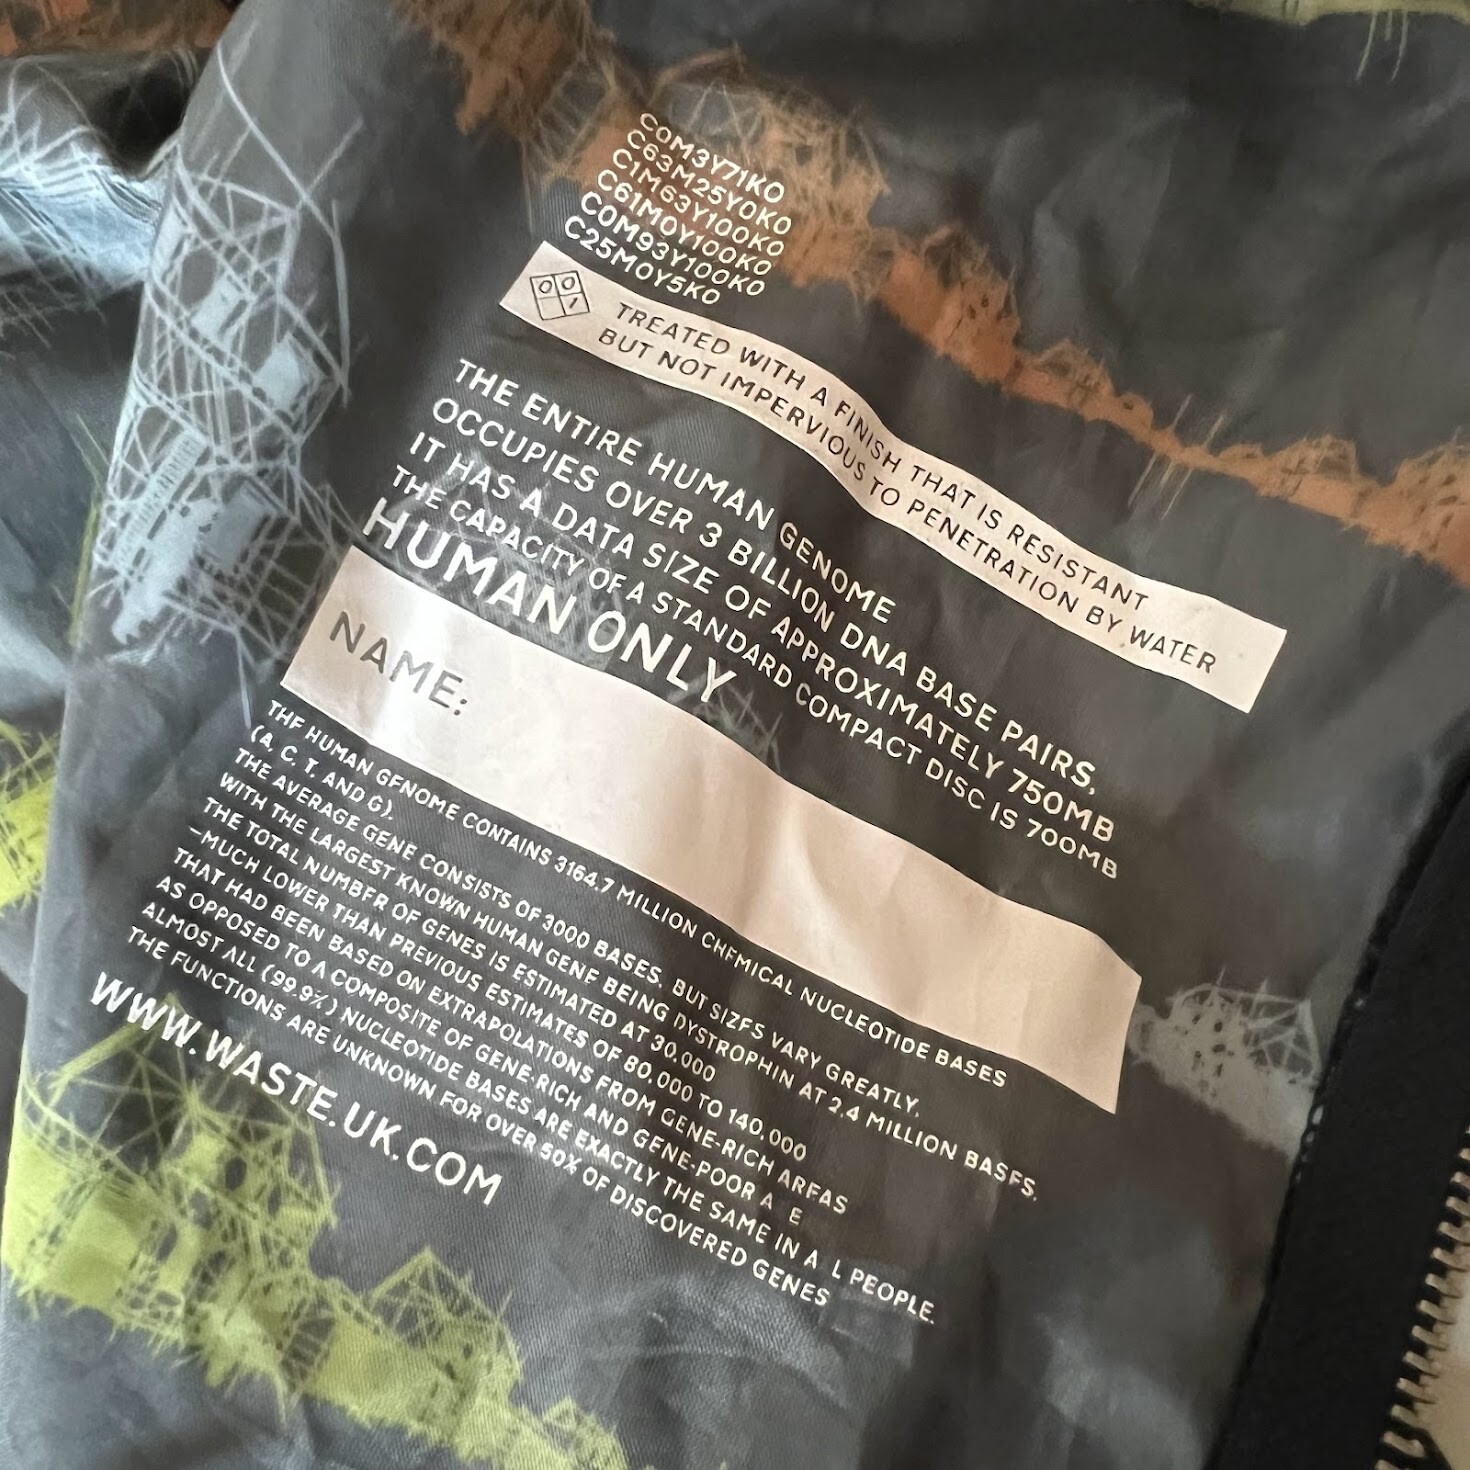 C0M3Y71K0
C63M25Y0K0
C1M63Y100K0
C61M0Y100K0
C0M93Y100K0
C25M0Y5K0
0 0
1
TREATED WITH A FINISH THAT IS RESISTANT
BUT NOT IMPERVIOUS TO PENETRATION BY WATER
THE ENTIRE HUMAN GENOME
OCCUPIES OVER 3 BILLION DNA BASE PAIRS,
IT HAS A DATA SIZE OF APPROXIMATELY 750MB
THE CAPACITY OF A STANDARD COMPACT DISC IS 700MB
HUMAN ONLY
NAME:
THE HUMAN GENOME CONTAINS 3164.7 MILLION CHEMICAL NUCLEOTIDE BASES
(A, C, T, AND G).
THE AVERAGE GENE CONSISTS OF 3000 BASES, BUT SIZES VARY GREATLY,
WITH THE LARGEST KNOWN HUMAN GENE BEING DYSTROPHIN AT 2.4 MILLION BASES.
THE TOTAL NUMBER OF GENES IS ESTIMATED AT 30,000
–MUCH LOWER THAN PREVIOUS ESTIMATES OF 80,000 TO 140,000
THAT HAD BEEN BASED ON EXTRAPOLATIONS FROM GENE-RICH AREAS
AS OPPOSED TO A COMPOSITE OF GENE-RICH AND GENE-POOR A E
ALMOST ALL (99.9%) NUCLEOTIDE BASES ARE EXACTLY THE SAME IN A L PEOPLE.
THE FUNCTIONS ARE UNKNOWN FOR OVER 50% OF DISCOVERED GENES
WWW.WASTE.UK.COM